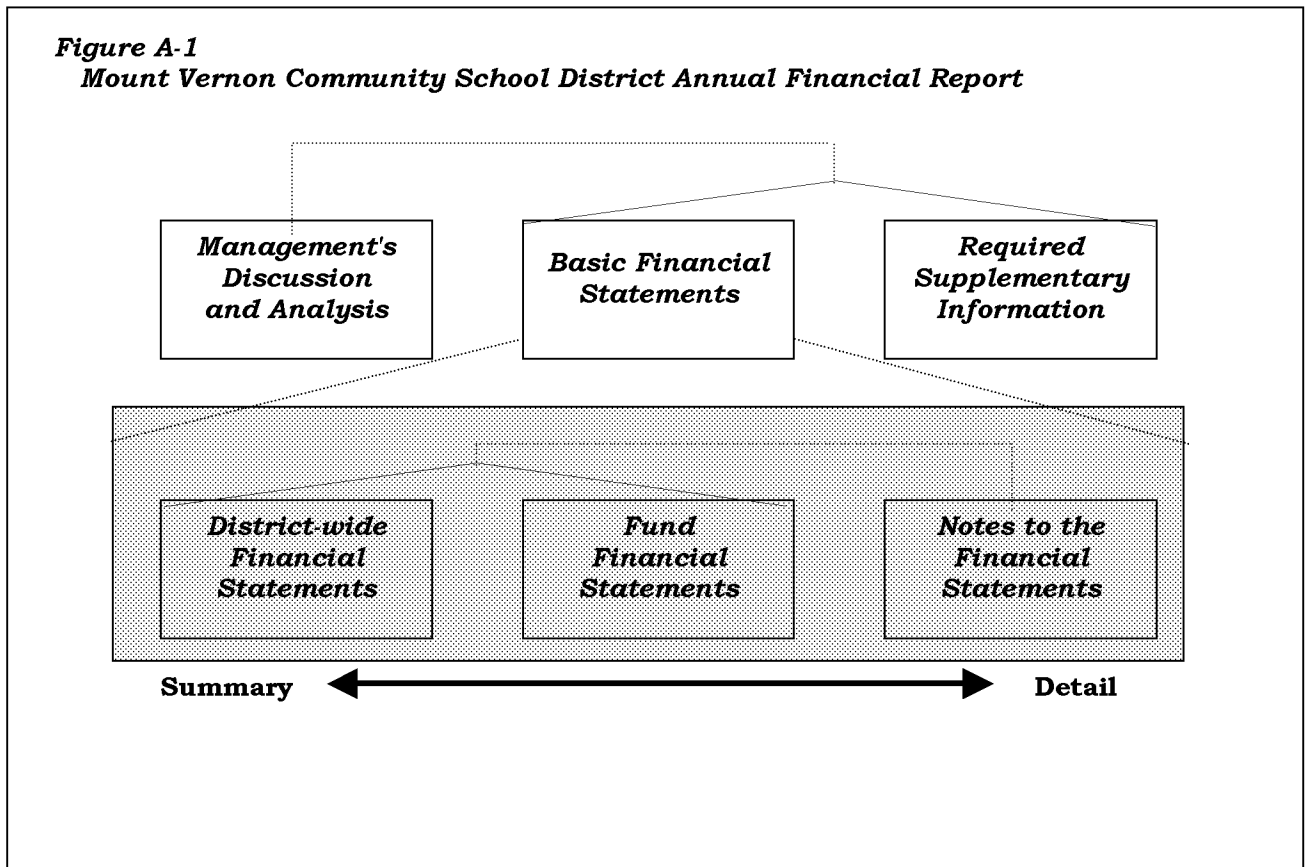 Figure A-1
Mount Vernon Community School District Annual Financial Report
Management's
Discussion
and Analysis
Basic Financial
Statements
Required
Supplementary
Information
District-wide
Financial
Statements
Fund
Financial
Statements
Notes to the
Financial
Statements
Summary
Detail